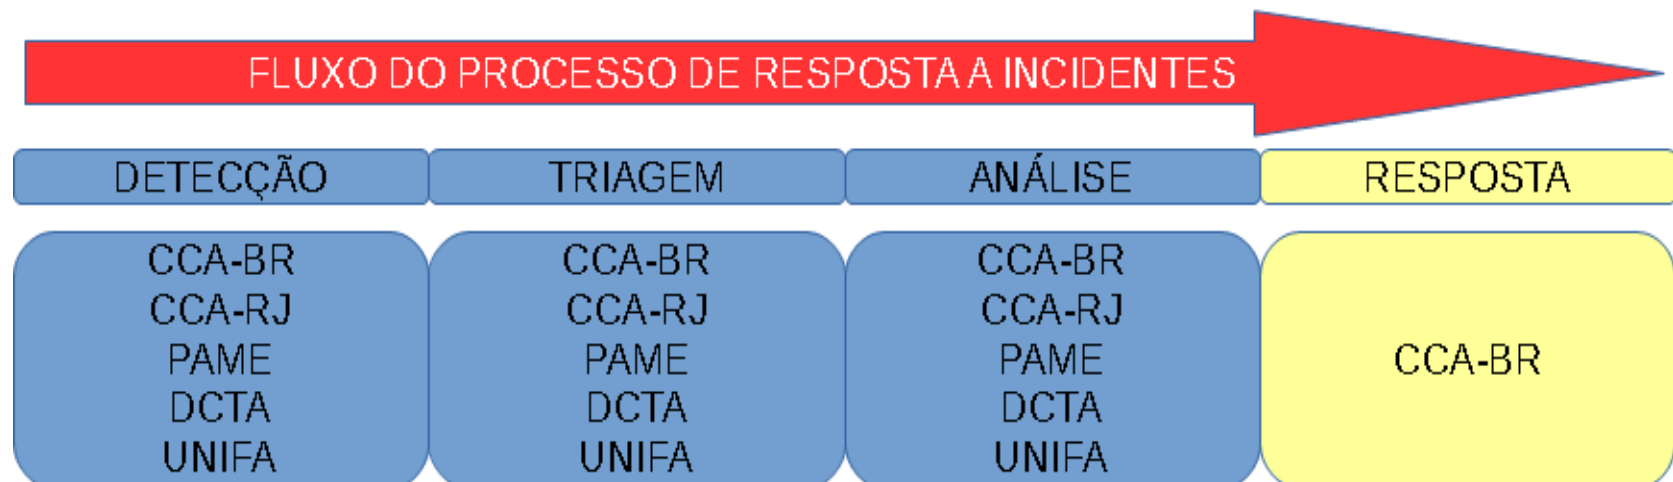 FLUXO DO PROCESSO DE RESPOSTA A INCIDENTES
DETECÇÃO
TRIAGEM
ANÁLISE
RESPOSTA
CCA-BR
CCA-RJ
PAME
DCTA
UNIFA
CCA-BR
CCA-RJ
PAME
DCTA
UNIFA
CCA-BR
CCA-RJ
PAME
DCTA
UNIFA
CCA-BR